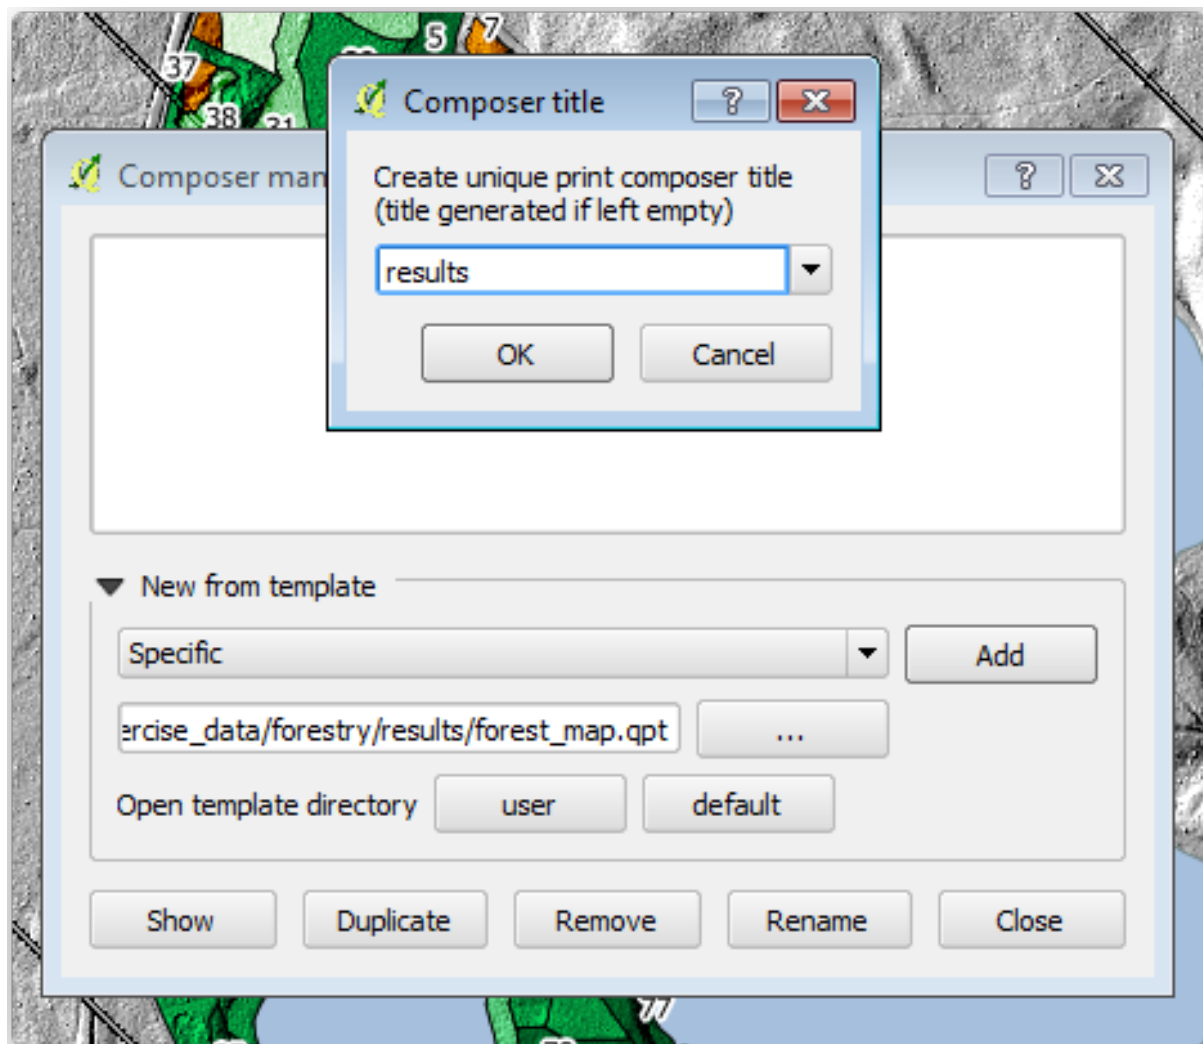 5
7
37
38
31
Composer title
?
Composer man
?
Create unique print composer title
(title generated if left empty)
results
OK
Cancel
New from template
Specific
Add
ercise_data/forestry/results/forest_map.qpt
...
Open template directory
user
default
Show
Duplicate
Remove
Rename
Close
77